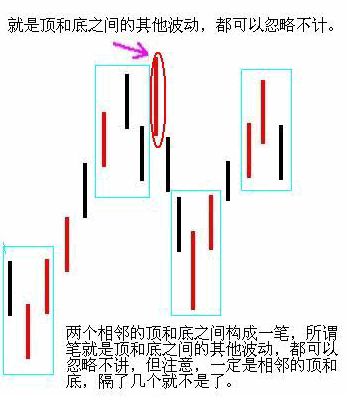 就是顶和底之间的其他波动，都可以忽略不计。
两个相邻的顶和底之间构成一笔，所谓
笔就是顶和底之间的其他波动，都可以
忽略不讲，但注意，一定是相邻的顶和
底，隔了几个就不是了。